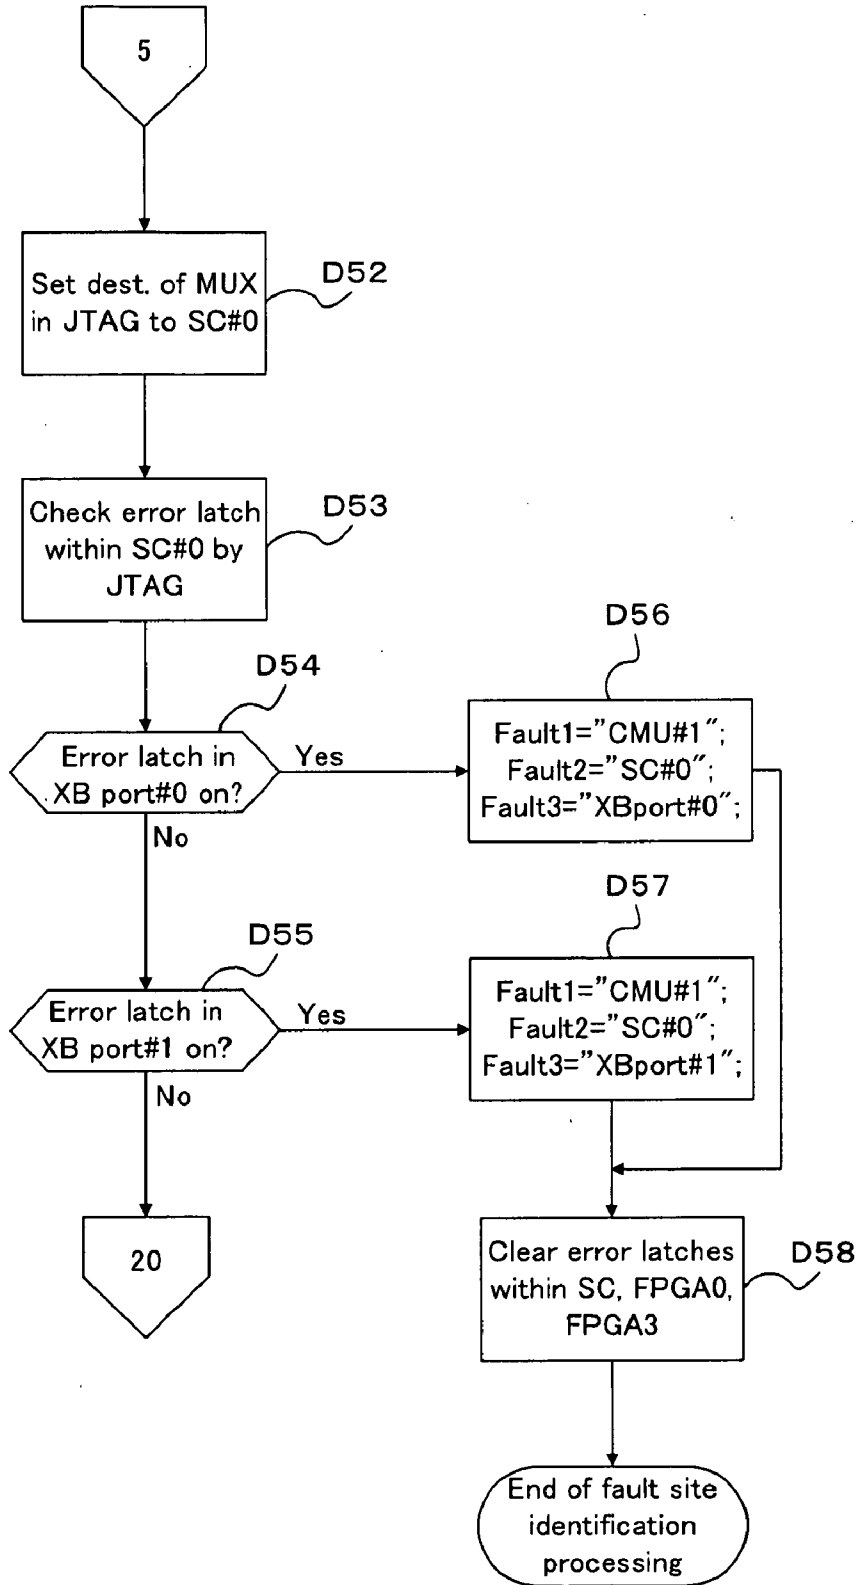 5
Set dest. of MUX
in JTAG to SC#0
D52
Check error latch
within SC#0 by
JTAG
D53
D54
Error latch in
XB port#0 on?
Yes
No
D56
Fault1="CMU#1";
Fault2="SC#0";
Fault3="XBport#0";
D55
Error latch in
XB port#1 on?
Yes
No
D57
Fault1="CMU#1";
Fault2="SC#0";
Fault3="XBport#1";
20
Clear error latches
within SC, FPGA0,
FPGA3
D58
End of fault site
identification
processing